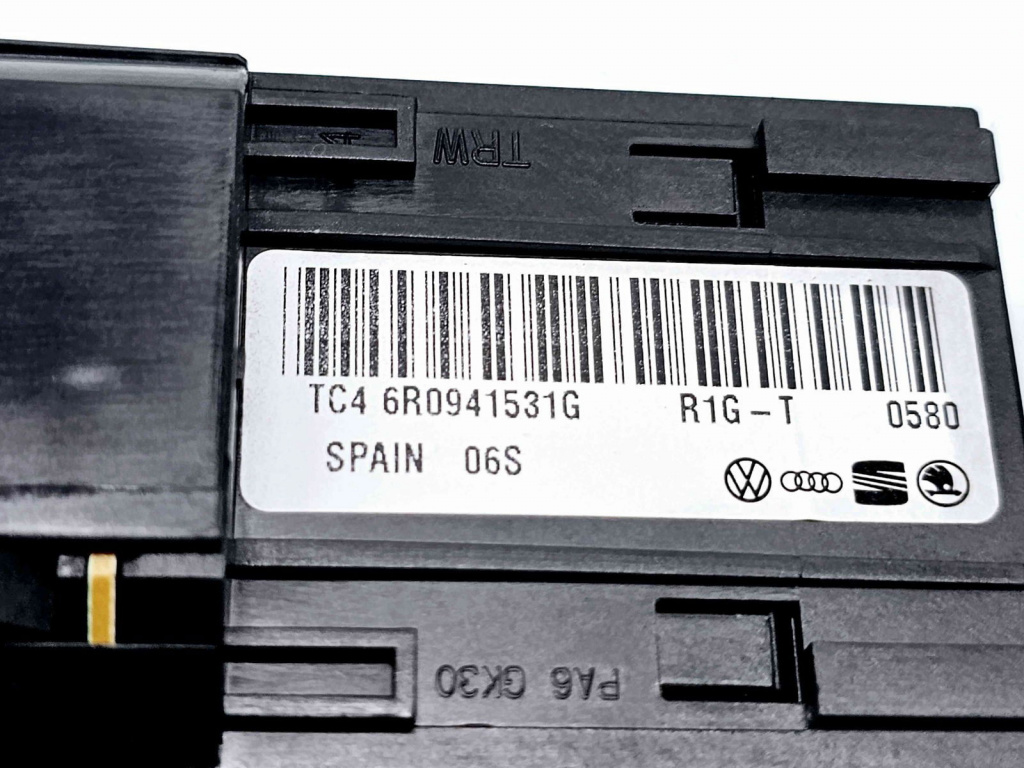 TRW
TC4 6R0941531G R1G-T 0580
SPAIN 06S
PA6 GK30